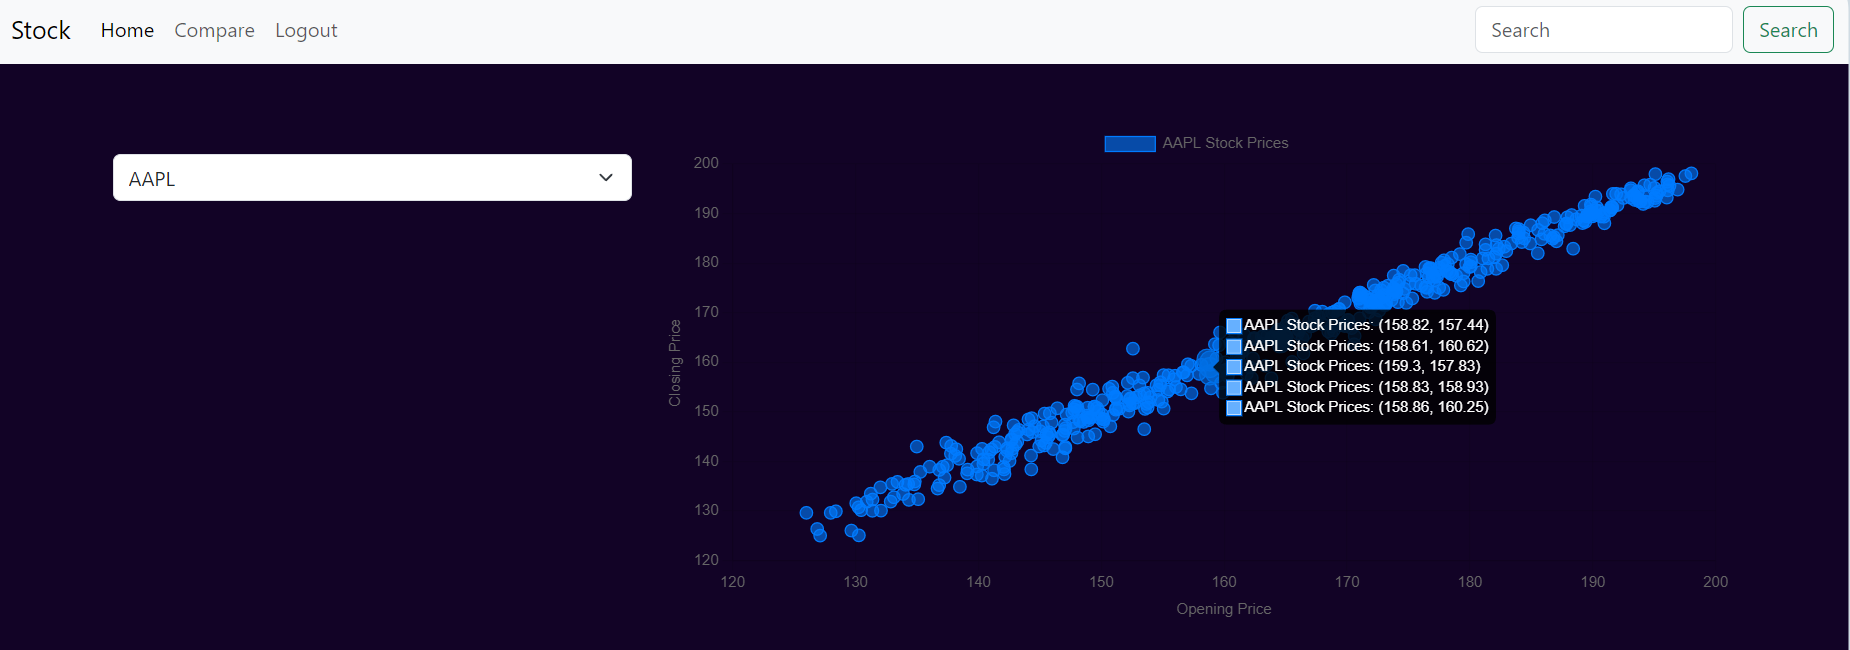 Stock Home Compare Logout Search Search
AAPL
AAPL Stock Prices
Closing Price
200
190
180
170
160
150
140
130
120
AAPL Stock Prices: (158.82, 157.44)
AAPL Stock Prices: (158.61, 160.62)
AAPL Stock Prices: (159.3, 157.83)
AAPL Stock Prices: (158.83, 158.93)
AAPL Stock Prices: (158.86, 160.25)
120 130 140 150 160 170 180 190 200
Opening Price